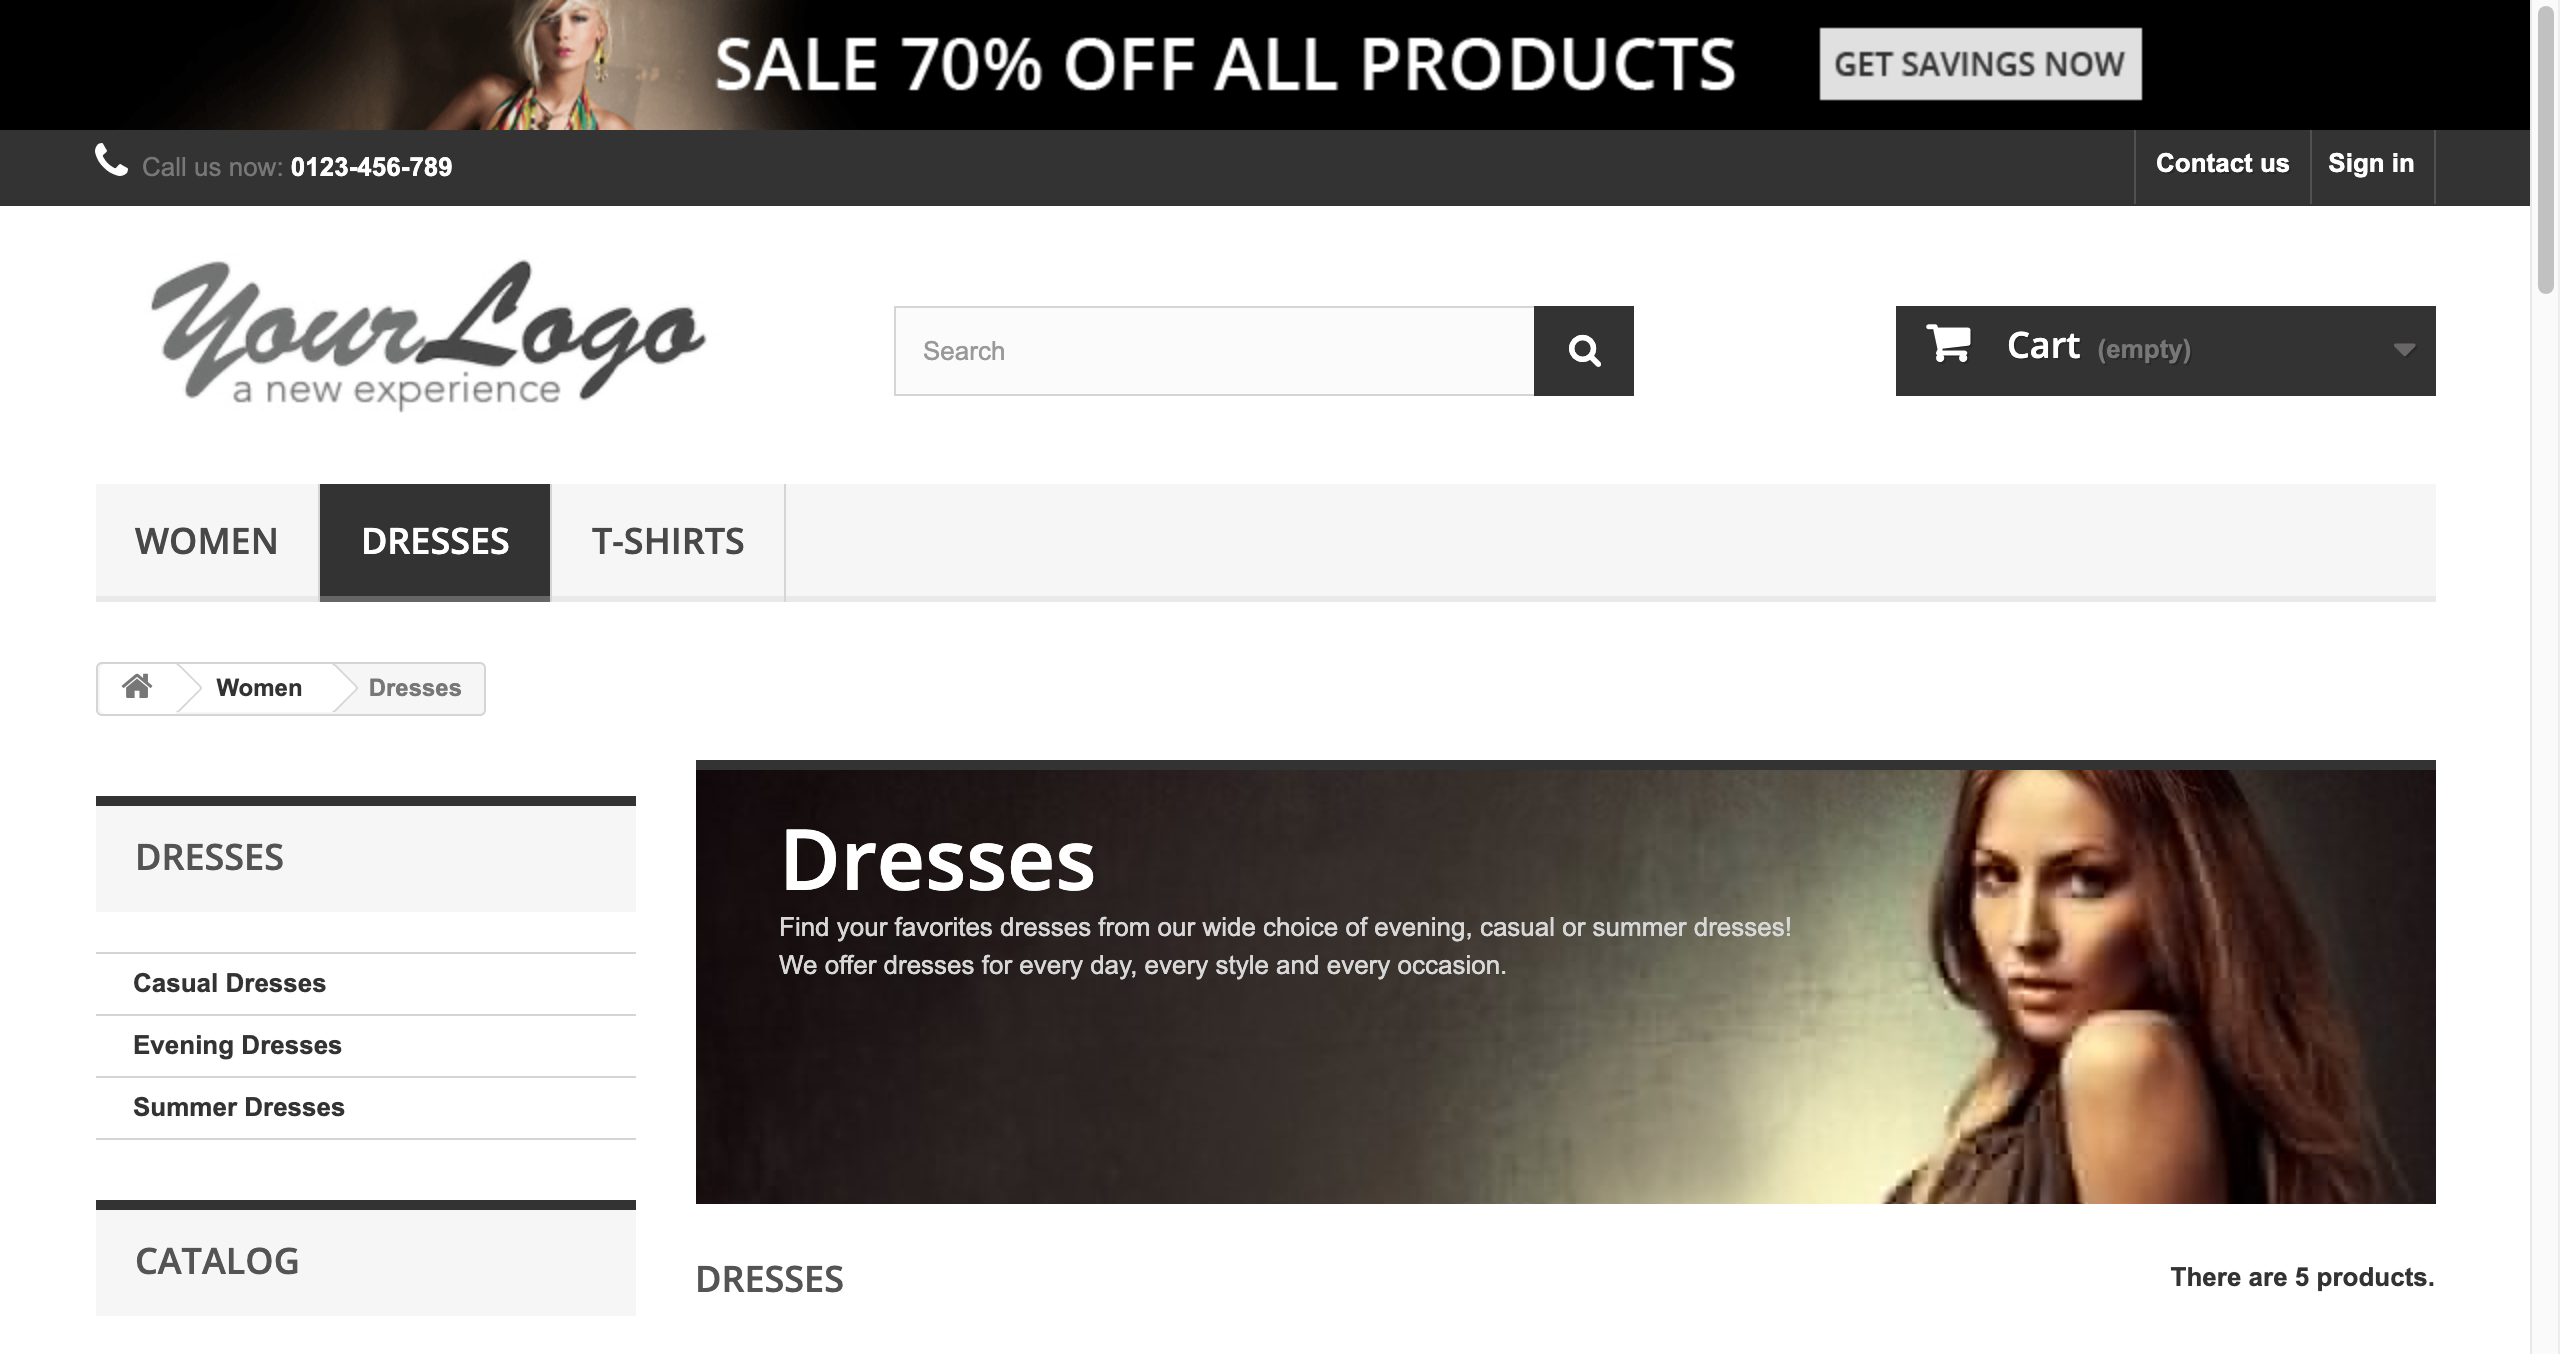 SALE 70% OFF ALL PRODUCTS GET SAVINGS NOW
Call us now: 0123-456-789 Contact us Sign in
YourLogo
a new experience
Search
Cart (empty)
WOMEN DRESSES T-SHIRTS
Women Dresses
DRESSES
Casual Dresses
Evening Dresses
Summer Dresses
CATALOG
Dresses
Find your favorites dresses from our wide choice of evening, casual or summer dresses!
We offer dresses for every day, every style and every occasion.
DRESSES There are 5 products.